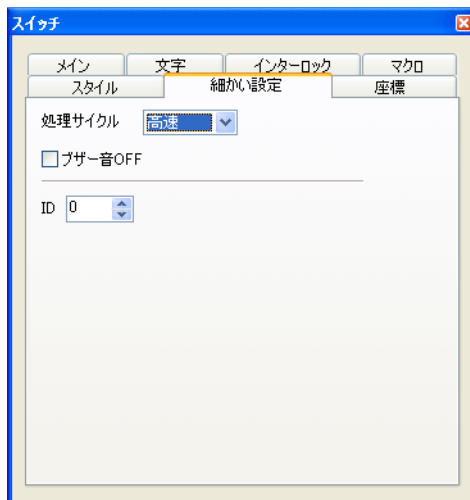 スイッチ
メイン 文字 インターロック マクロ
スタイル 細かい設定 座標
処理サイクル 高速
ブザー音OFF
ID 0